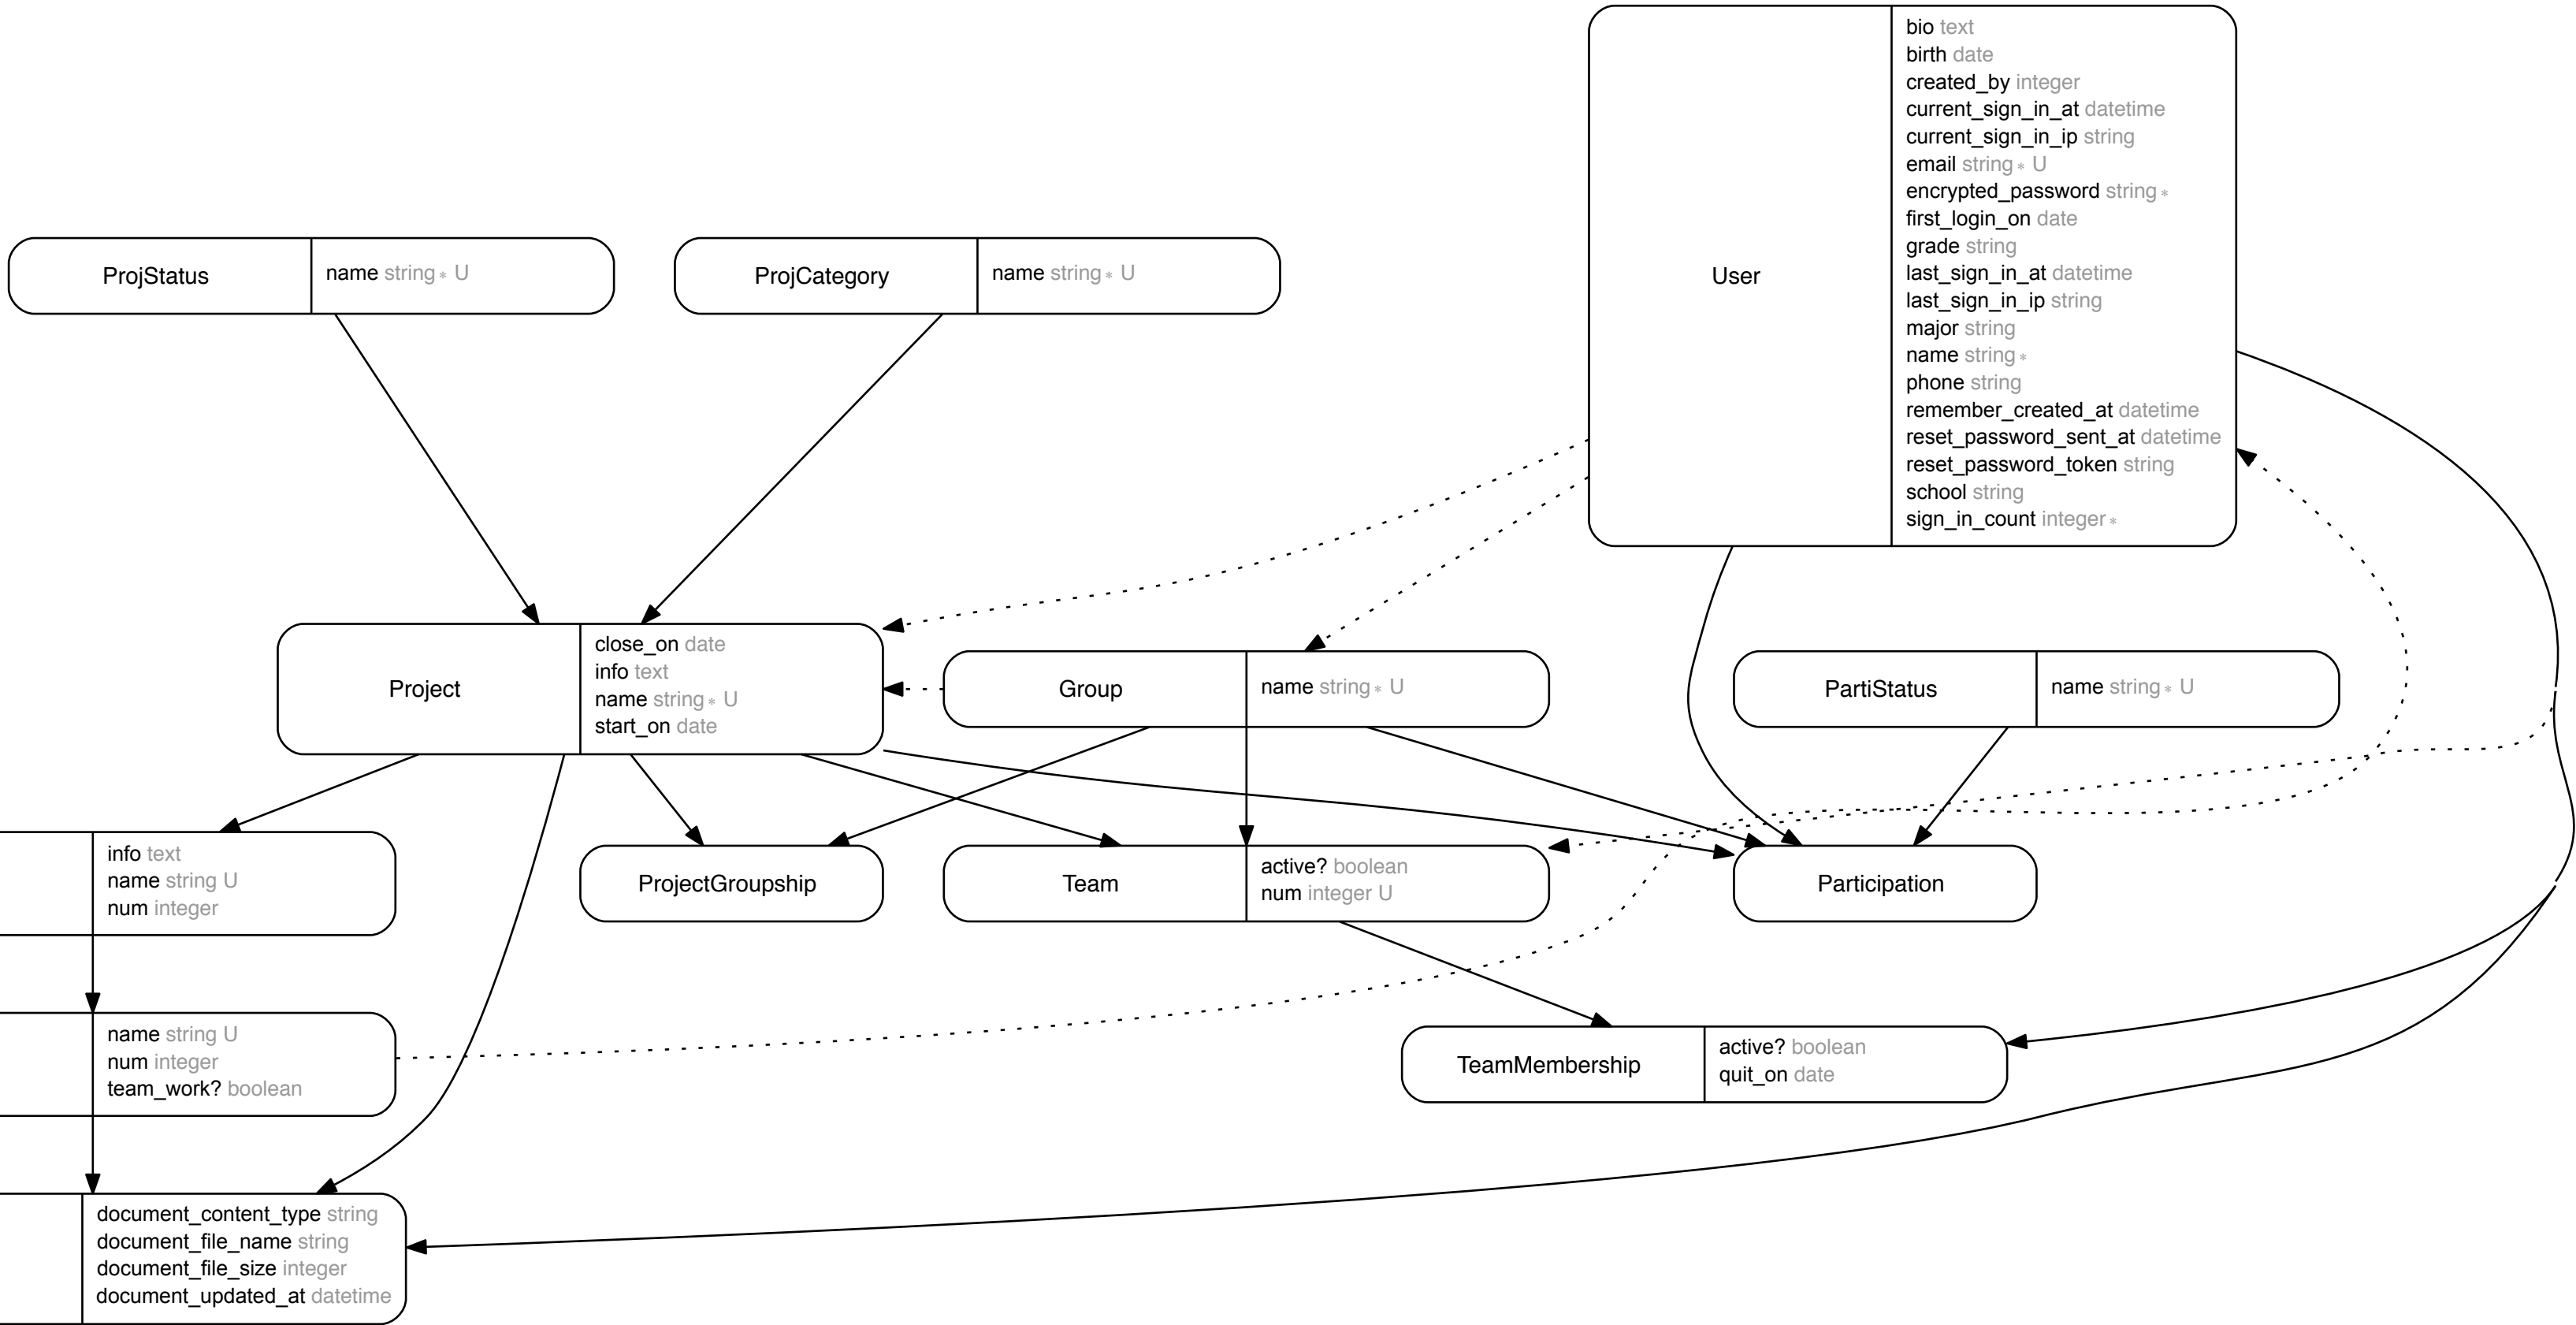 User
bio text
birth date
created_by integer
current_sign_in_at datetime
current_sign_in_ip string
email string* U
encrypted_password string*
first_login_on date
grade string
last_sign_in_at datetime
last_sign_in_ip string
major string
name string*
phone string
remember_created_at datetime
reset_password_sent_at datetime
reset_password_token string
school string
sign_in_count integer*
ProjStatus
name string* U
ProjCategory
name string* U
Project
close_on date
info text
name string* U
start_on date
Group
name string* U
PartiStatus
name string* U
info text
name string U
num integer
ProjectGroupship
Team
active? boolean
num integer U
Participation
name string U
num integer
team_work? boolean
TeamMembership
active? boolean
quit_on date
document_content_type string
document_file_name string
document_file_size integer
document_updated_at datetime